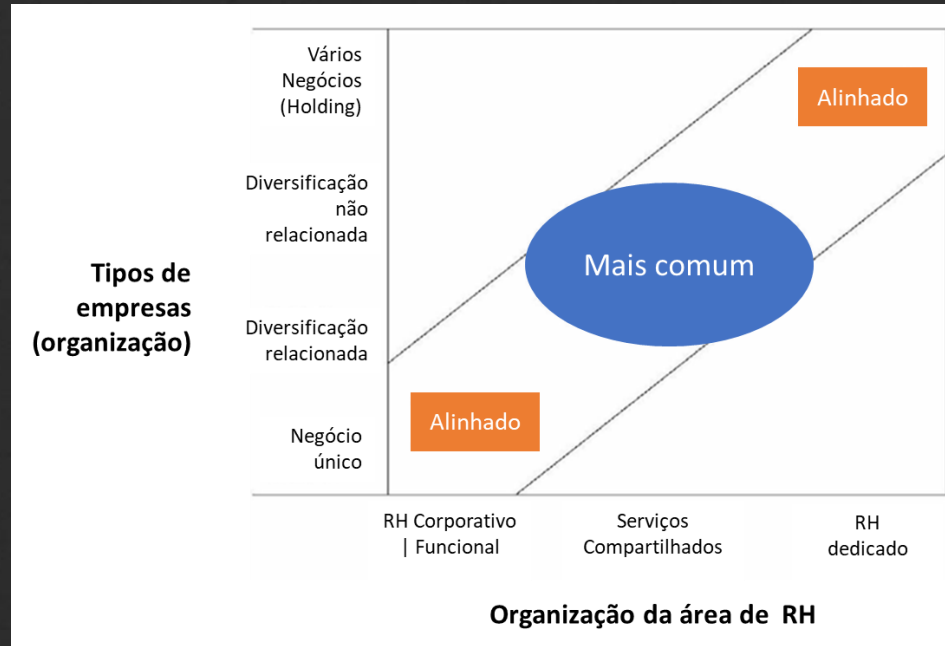 Vários
Negócios
(Holding)
Alinhado
Diversificação
não
relacionada
Mais comum
Tipos de
empresas
(organização)
Diversificação
relacionada
Alinhado
Negócio
único
RH Corporativo
| Funcional
Serviços
Compartilhados
RH
dedicado
Organização da área de RH